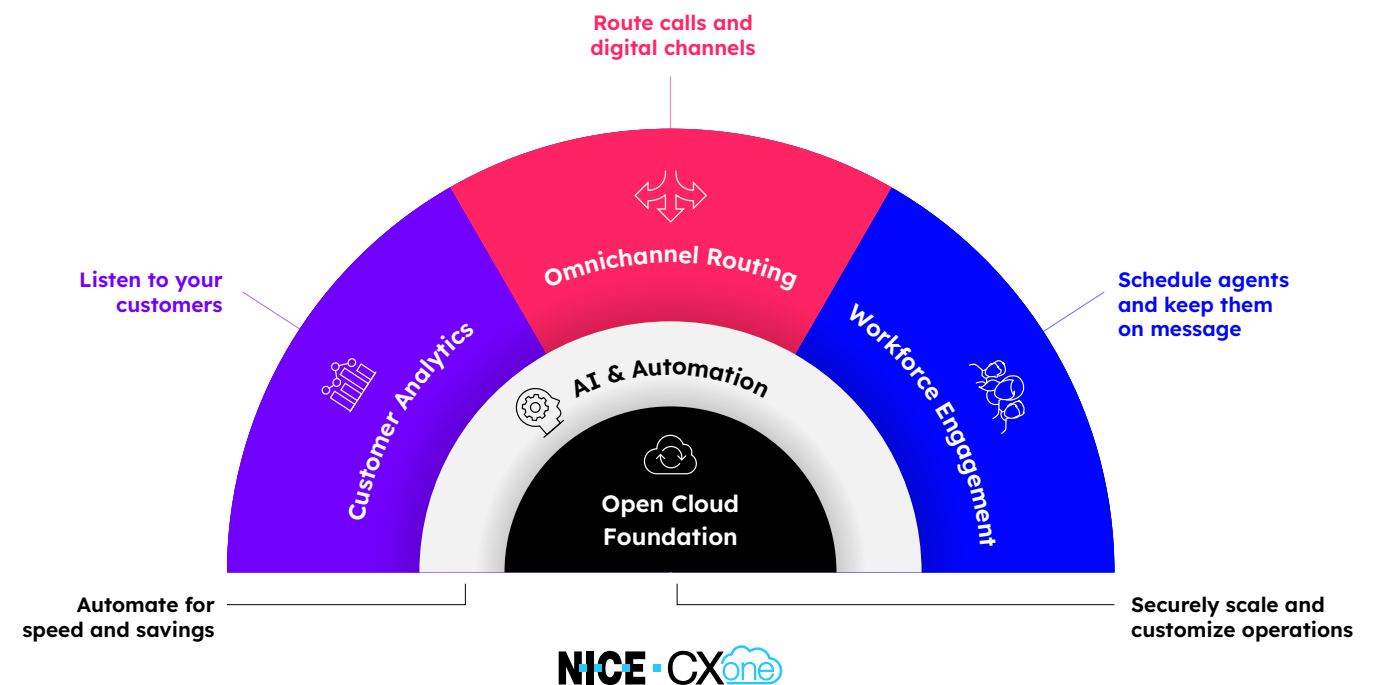 Route calls and
digital channels
Omnichannel Routing
Listen to your
customers
Customer Analytics
Schedule agents
and keep them
on message
Workforce Engagement
AI & Automation
Open Cloud
Foundation
Automate for
speed and savings
Securely scale and
customize operations
NICE · CXone